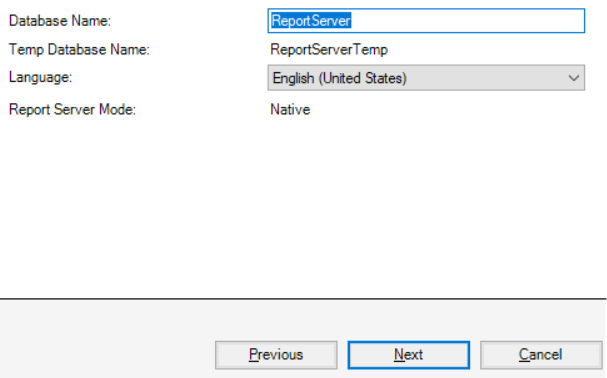 Database Name: ReportServer
Temp Database Name: ReportServerTemp
Language: English (United States)
Report Server Mode: Native
Previous Next Cancel